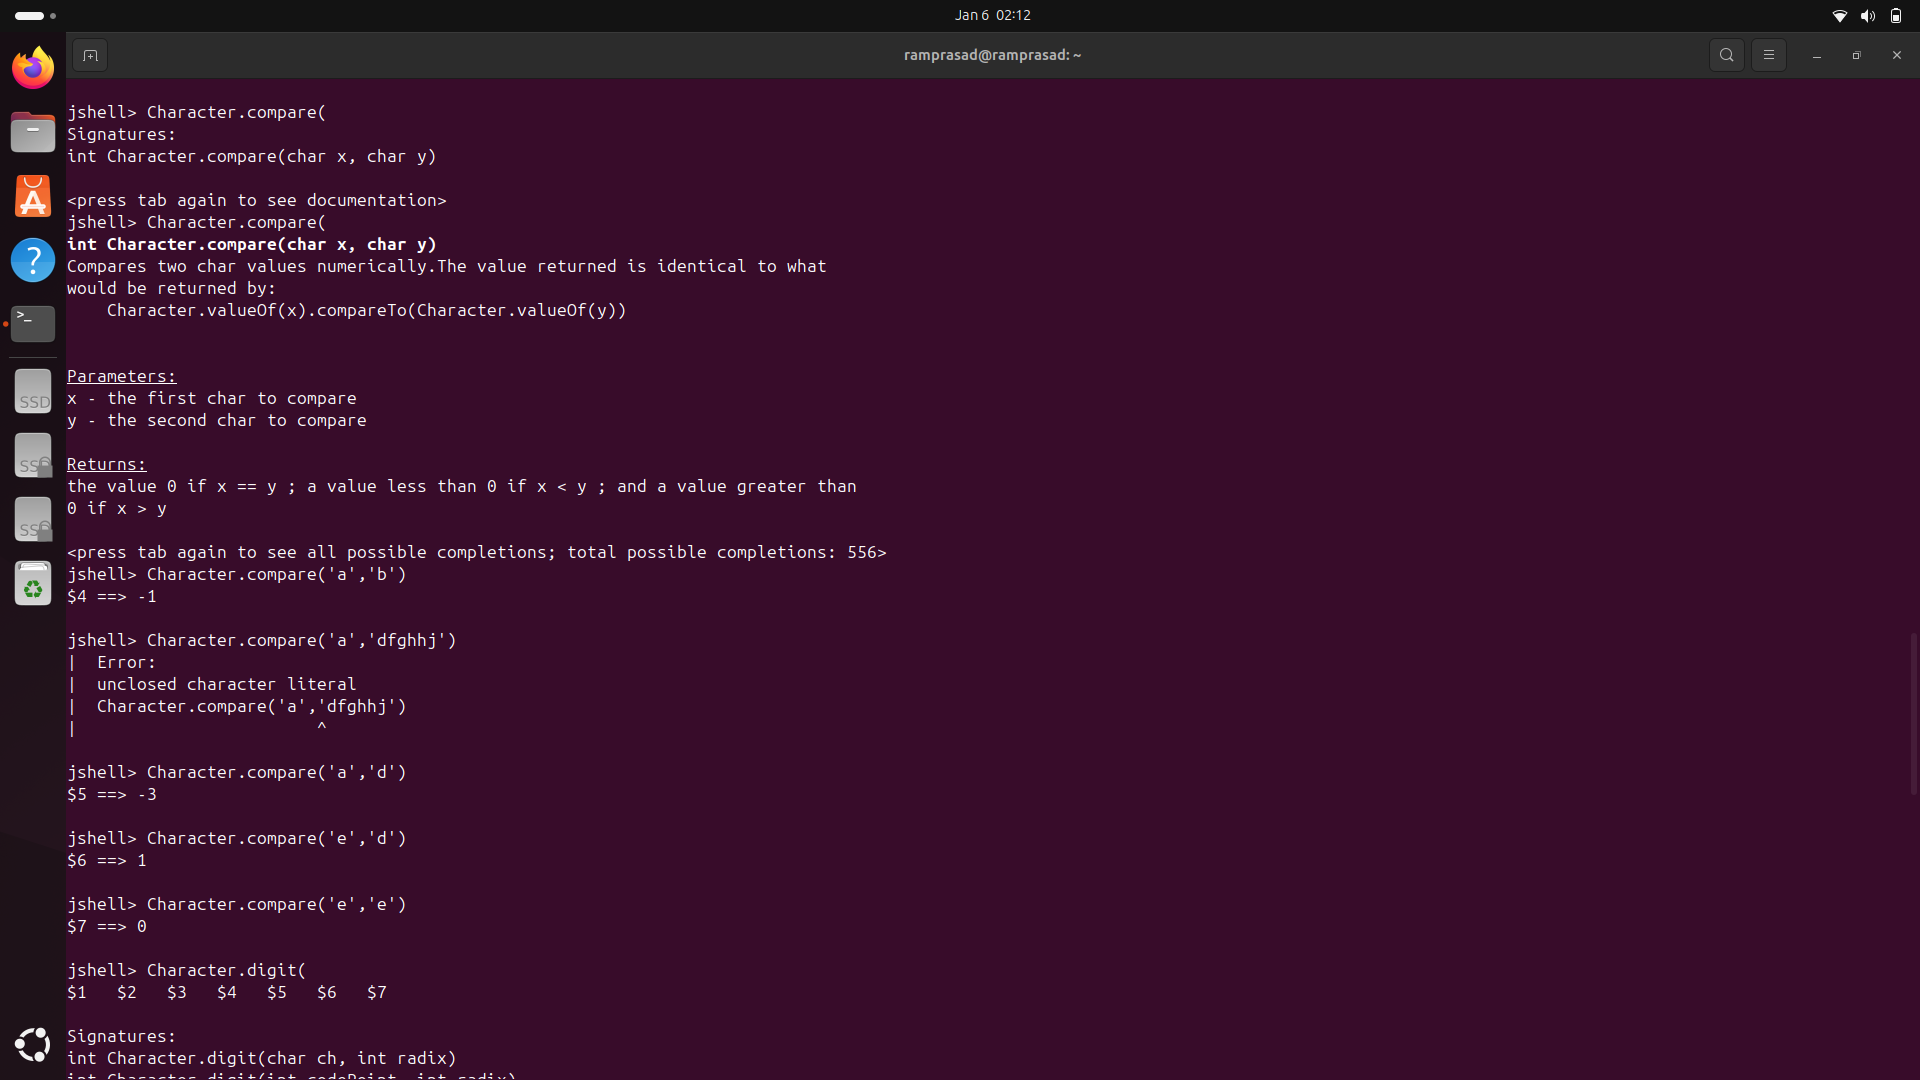 Jan 6 02:12
ramprasad@ramprasad: ~
jshell> Character.compare(
Signatures:
int Character.compare(char x, char y)
<press tab again to see documentation>
jshell> Character.compare(
int Character.compare(char x, char y)
Compares two char values numerically.The value returned is identical to what
would be returned by:
    Character.valueOf(x).compareTo(Character.valueOf(y))
Parameters:
x - the first char to compare
y - the second char to compare
Returns:
the value 0 if x == y ; a value less than 0 if x < y ; and a value greater than
0 if x > y
<press tab again to see all possible completions; total possible completions: 556>
jshell> Character.compare('a','b')
$4 ==> -1
jshell> Character.compare('a','dfghhj')
|  Error:
|  unclosed character literal
|  Character.compare('a','dfghhj')
|                        ^
jshell> Character.compare('a','d')
$5 ==> -3
jshell> Character.compare('e','d')
$6 ==> 1
jshell> Character.compare('e','e')
$7 ==> 0
jshell> Character.digit(
$1   $2   $3   $4   $5   $6   $7
Signatures:
int Character.digit(char ch, int radix)
int Character.digit(int codePoint, int radix)
>_
SSD
SSD
SSD